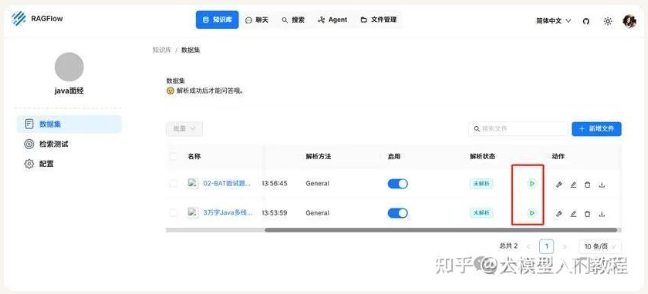 RAGFlow
知识库 聊天 搜索 Agent 文件管理
简体中文
知识库 / 数据集
java面经
数据集
😉 解析成功后才能问答哦。
数据集
检索测试
配置
批量
搜索文件
+ 新增文件
名称 解析方法 启用 解析状态 动作
02-BAT面试题... 13:56:45 General 未解析
3万字Java多线... 13:53:59 General 未解析
总共 2 < 1 > 10 条/页
知乎 @大模型入门教程